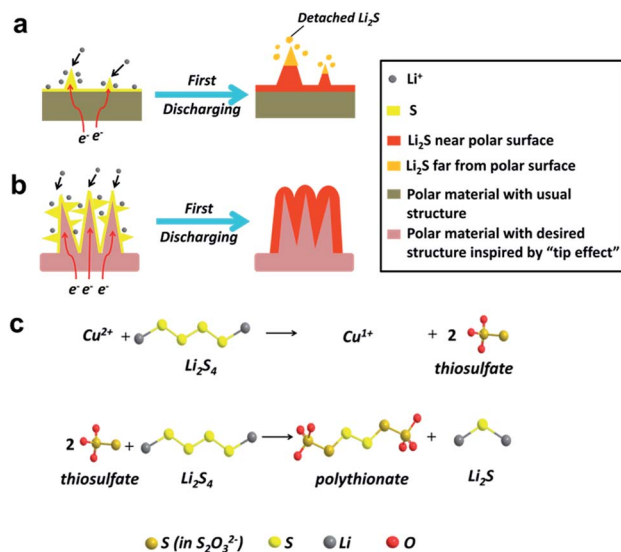 a
Detached Li₂S
First
Discharging
e⁻ e⁻
Li⁺
S
Li₂S near polar surface
Li₂S far from polar surface
Polar material with usual
structure
Polar material with desired
structure inspired by “tip effect”
b
First
Discharging
e⁻ e⁻ e⁻
c
Cu²⁺ + → Cu¹⁺ + 2
Li₂S₄ thiosulfate
2 + → +
thiosulfate Li₂S₄ polythionate Li₂S
S (in S₂O₃²⁻) S Li O